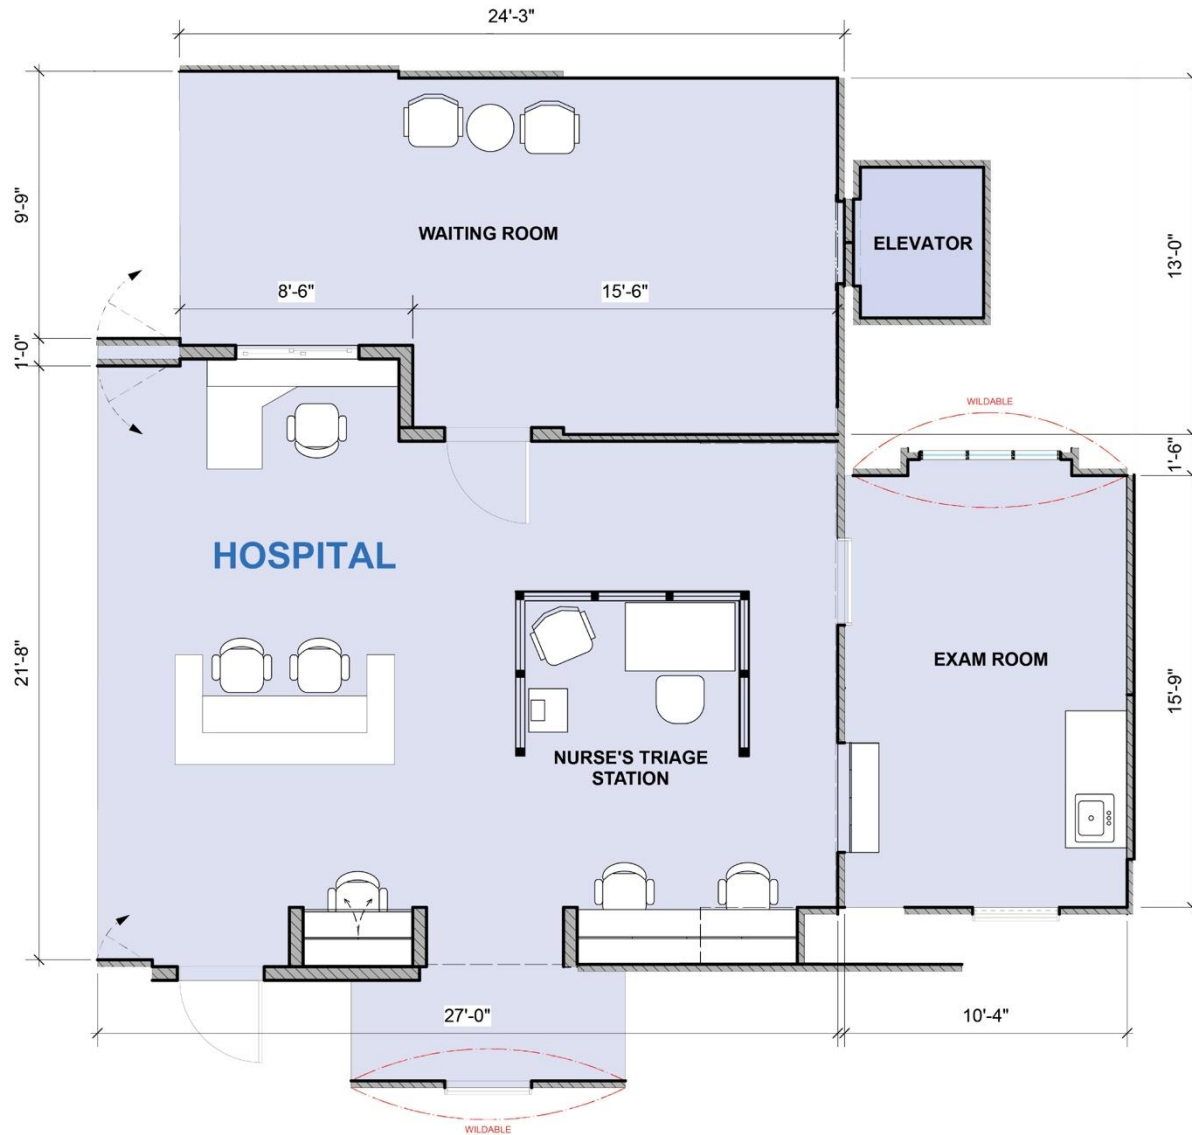 24'-3"
9'-9"
WAITING ROOM
ELEVATOR
13'-0"
8'-6"
15'-6"
1'-0"
WILDABLE
1'-6"
HOSPITAL
21'-8"
EXAM ROOM
15'-9"
NURSE'S TRIAGE
STATION
27'-0"
10'-4"
WILDABLE